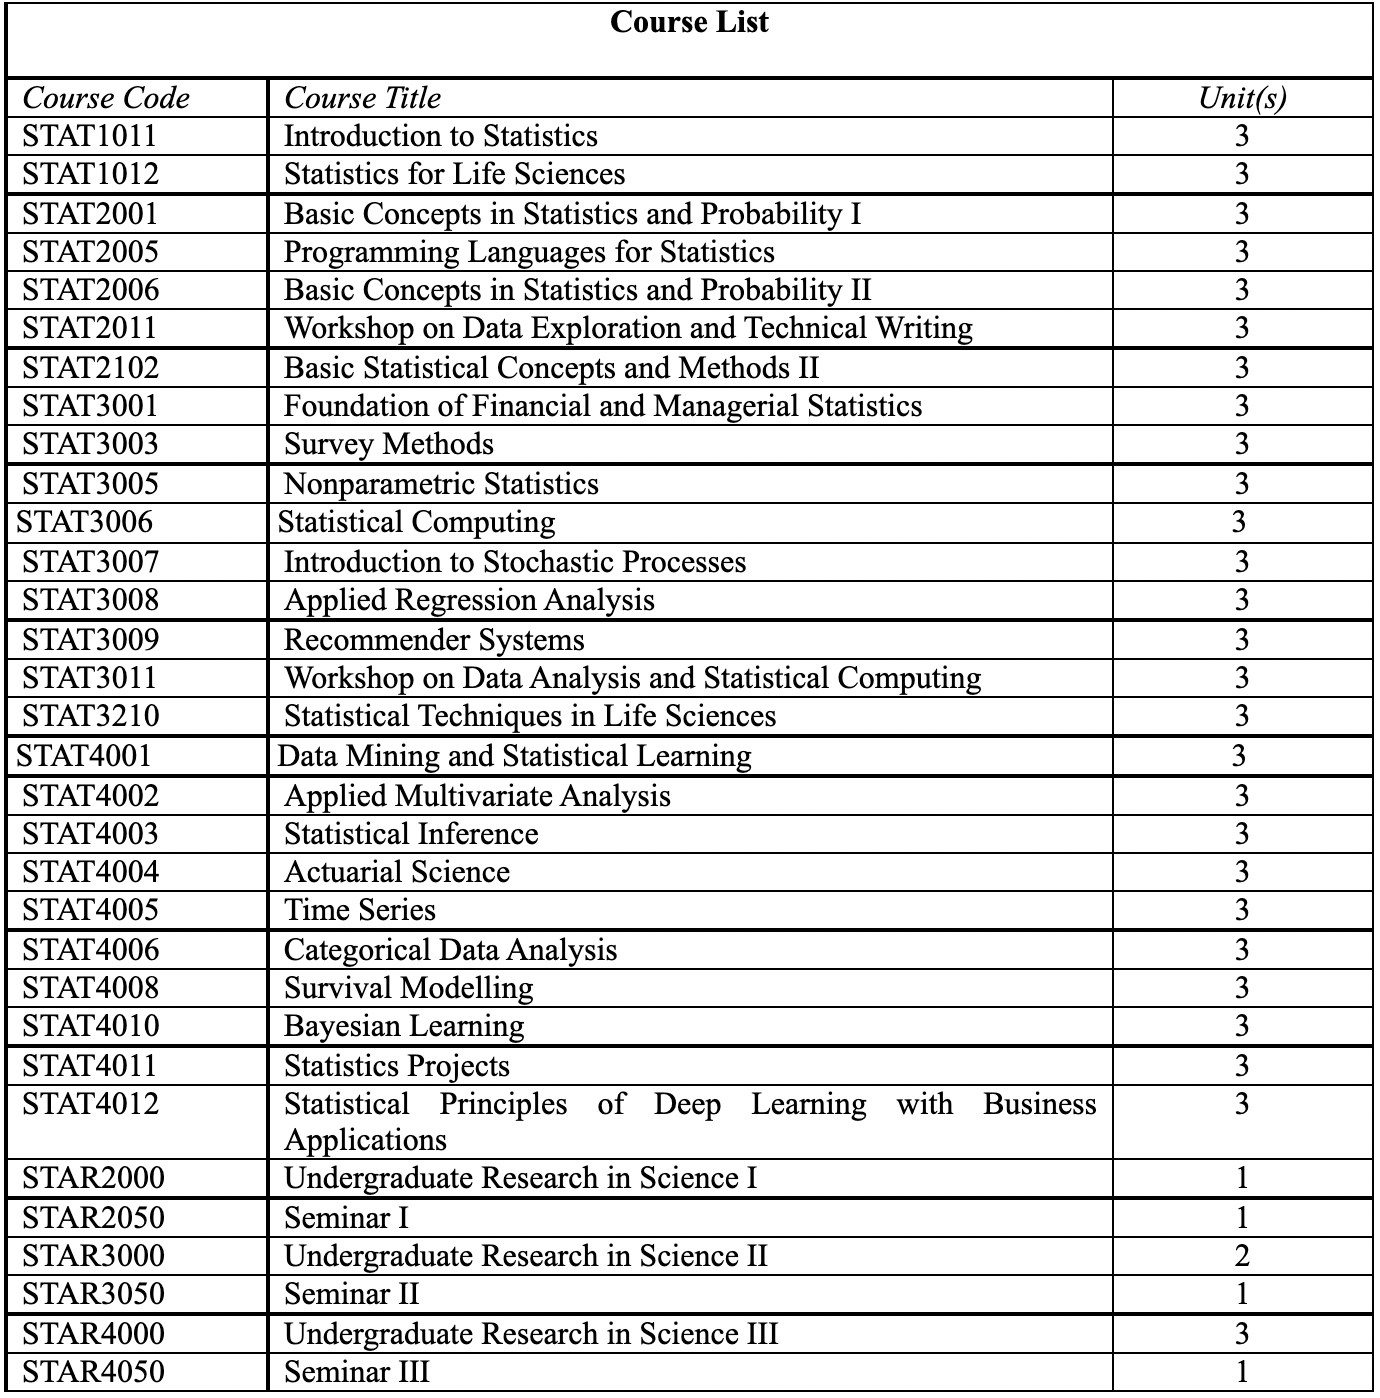 Course List
Course Code Course Title Unit(s)
STAT1011 Introduction to Statistics 3
STAT1012 Statistics for Life Sciences 3
STAT2001 Basic Concepts in Statistics and Probability I 3
STAT2005 Programming Languages for Statistics 3
STAT2006 Basic Concepts in Statistics and Probability II 3
STAT2011 Workshop on Data Exploration and Technical Writing 3
STAT2102 Basic Statistical Concepts and Methods II 3
STAT3001 Foundation of Financial and Managerial Statistics 3
STAT3003 Survey Methods 3
STAT3005 Nonparametric Statistics 3
STAT3006 Statistical Computing 3
STAT3007 Introduction to Stochastic Processes 3
STAT3008 Applied Regression Analysis 3
STAT3009 Recommender Systems 3
STAT3011 Workshop on Data Analysis and Statistical Computing 3
STAT3210 Statistical Techniques in Life Sciences 3
STAT4001 Data Mining and Statistical Learning 3
STAT4002 Applied Multivariate Analysis 3
STAT4003 Statistical Inference 3
STAT4004 Actuarial Science 3
STAT4005 Time Series 3
STAT4006 Categorical Data Analysis 3
STAT4008 Survival Modelling 3
STAT4010 Bayesian Learning 3
STAT4011 Statistics Projects 3
STAT4012 Statistical Principles of Deep Learning with Business 3
Applications
STAR2000 Undergraduate Research in Science I 1
STAR2050 Seminar I 1
STAR3000 Undergraduate Research in Science II 2
STAR3050 Seminar II 1
STAR4000 Undergraduate Research in Science III 3
STAR4050 Seminar III 1